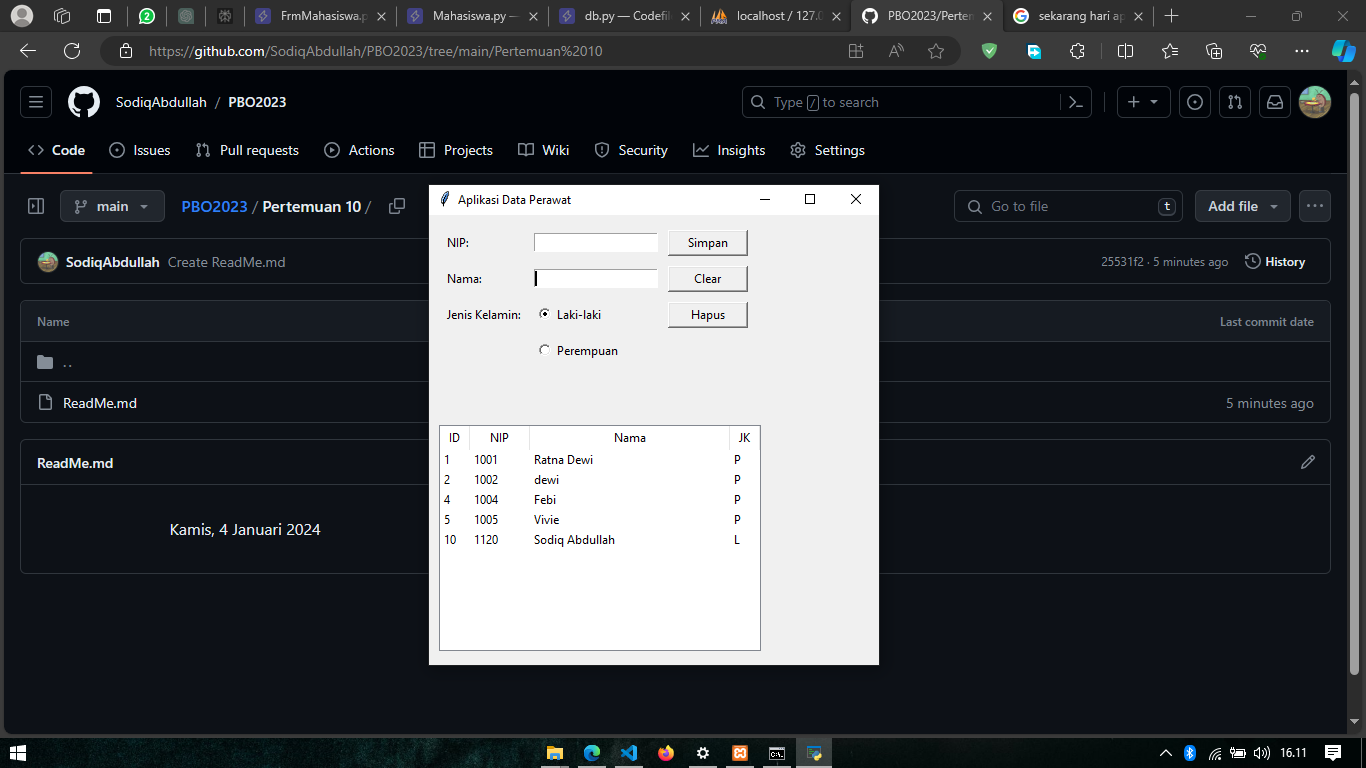 FrmMahasiswa.p
Mahasiswa.py —
db.py — Codefil
localhost / 127.0
PBO2023/Pertem
sekarang hari ap
2
https://github.com/SodiqAbdullah/PBO2023/tree/main/Pertemuan%2010
SodiqAbdullah / PBO2023
Type / to search
Code
Issues
Pull requests
Actions
Projects
Wiki
Security
Insights
Settings
main
PBO2023 / Pertemuan 10 /
Go to file
t
Add file
SodiqAbdullah Create ReadMe.md
25531f2 · 5 minutes ago
History
Name
Last commit date
..
ReadMe.md
5 minutes ago
ReadMe.md
Kamis, 4 Januari 2024
Aplikasi Data Perawat
NIP:
Simpan
Nama:
Clear
Jenis Kelamin:
Laki-laki
Hapus
Perempuan
ID NIP Nama JK
1 1001 Ratna Dewi P
2 1002 dewi P
4 1004 Febi P
5 1005 Vivie P
10 1120 Sodiq Abdullah L
16.11